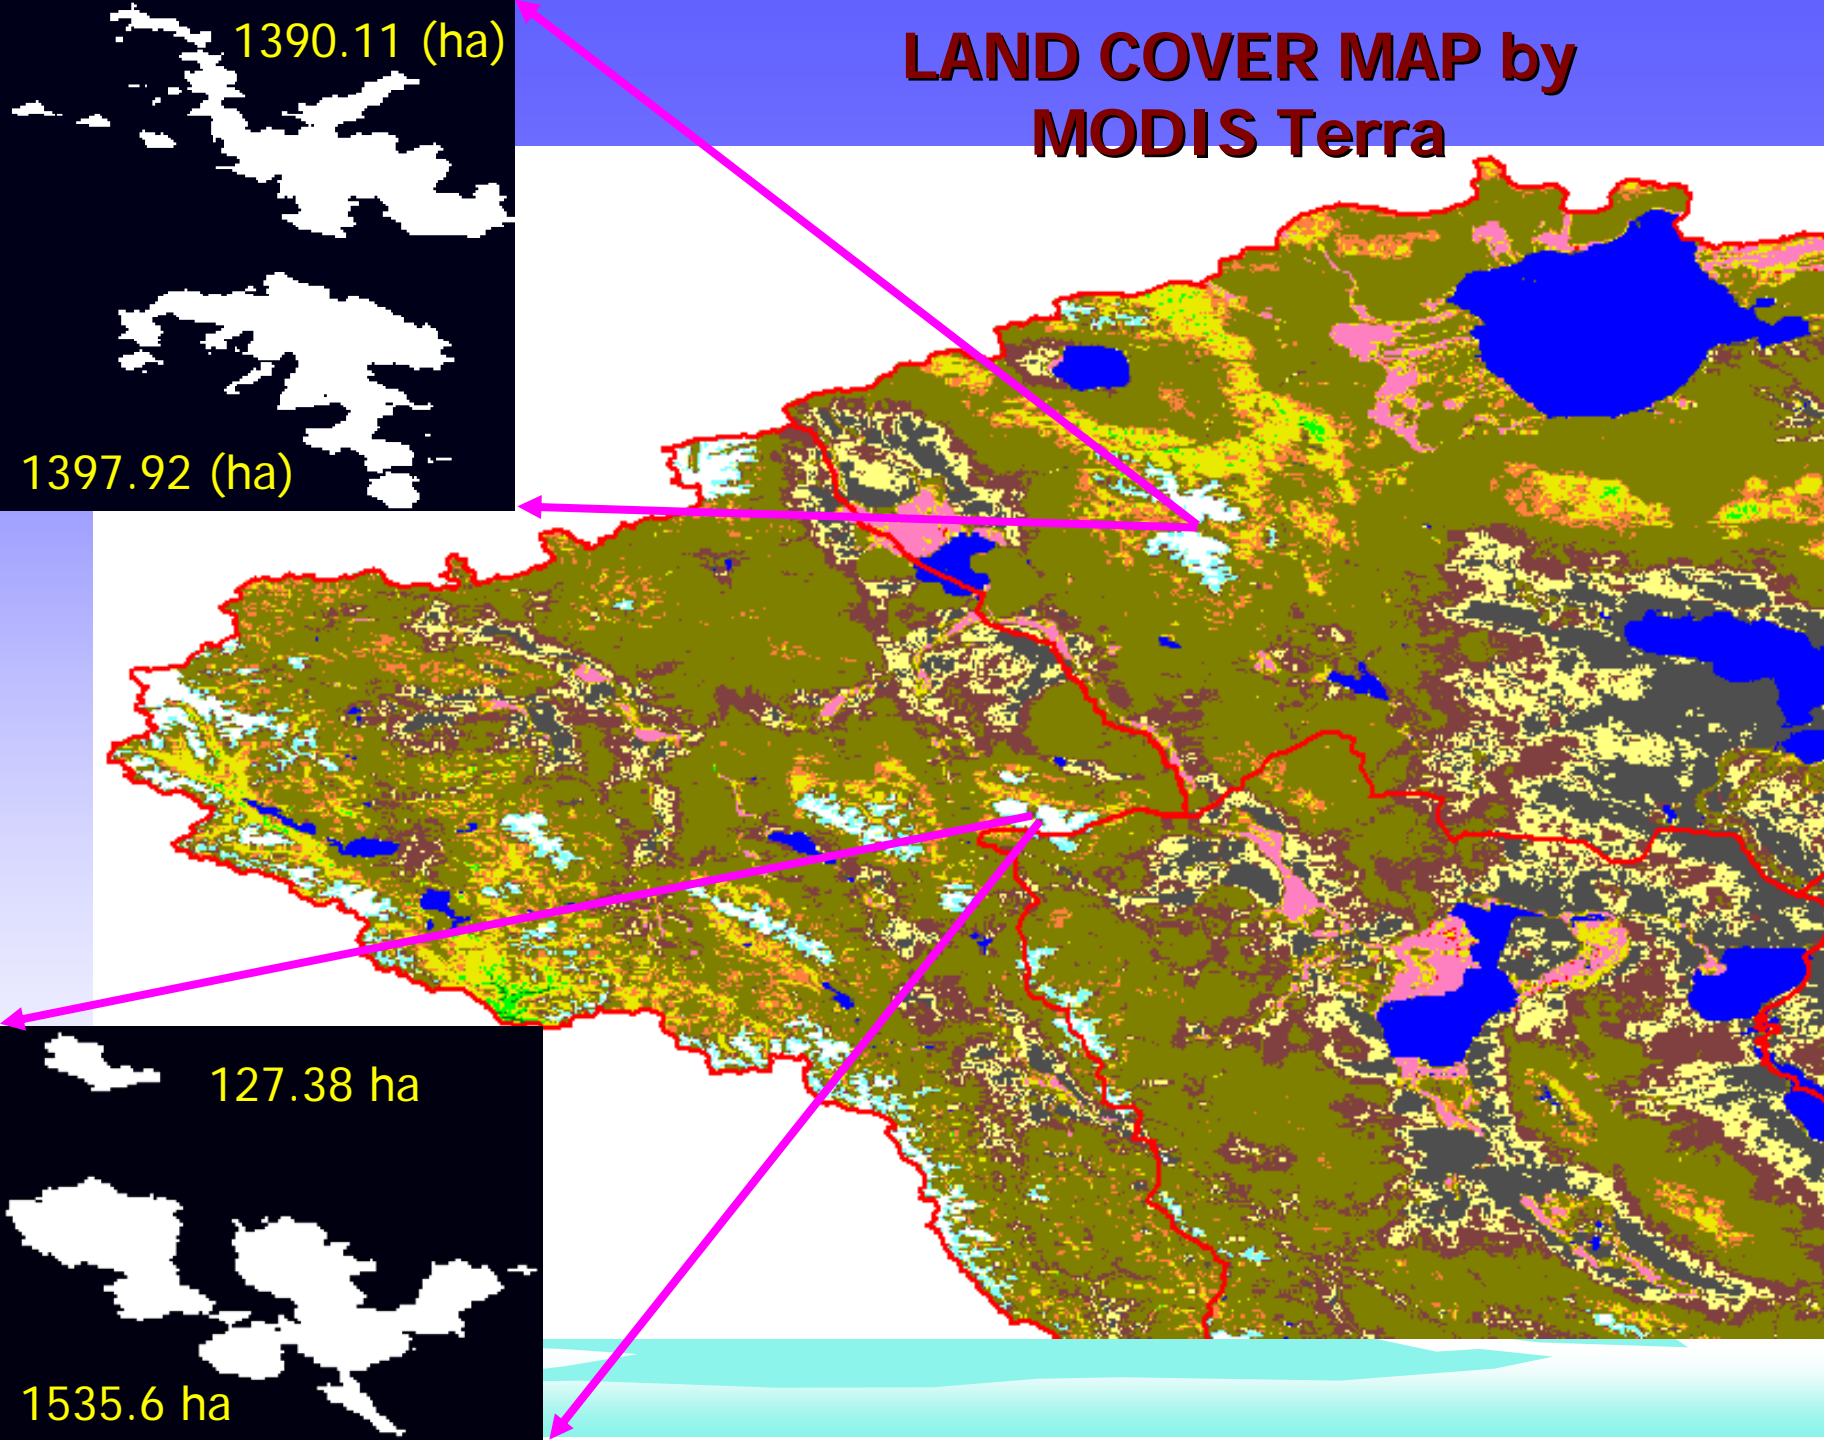 1390.11 (ha)
LAND COVER MAP by
MODIS Terra
1397.92 (ha)
127.38 ha
1535.6 ha